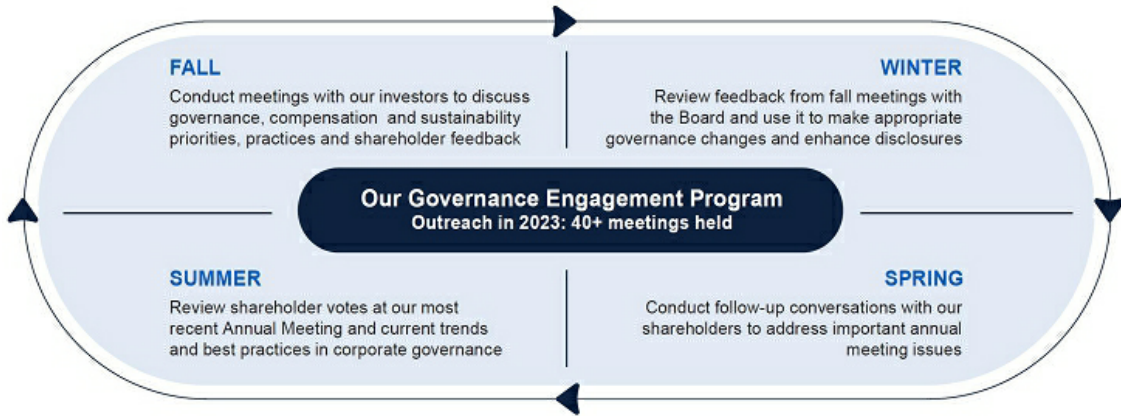 FALL
Conduct meetings with our investors to discuss
governance, compensation and sustainability
priorities, practices and shareholder feedback
WINTER
Review feedback from fall meetings with
the Board and use it to make appropriate
governance changes and enhance disclosures
Our Governance Engagement Program
Outreach in 2023: 40+ meetings held
SUMMER
Review shareholder votes at our most
recent Annual Meeting and current trends
and best practices in corporate governance
SPRING
Conduct follow-up conversations with our
shareholders to address important annual
meeting issues